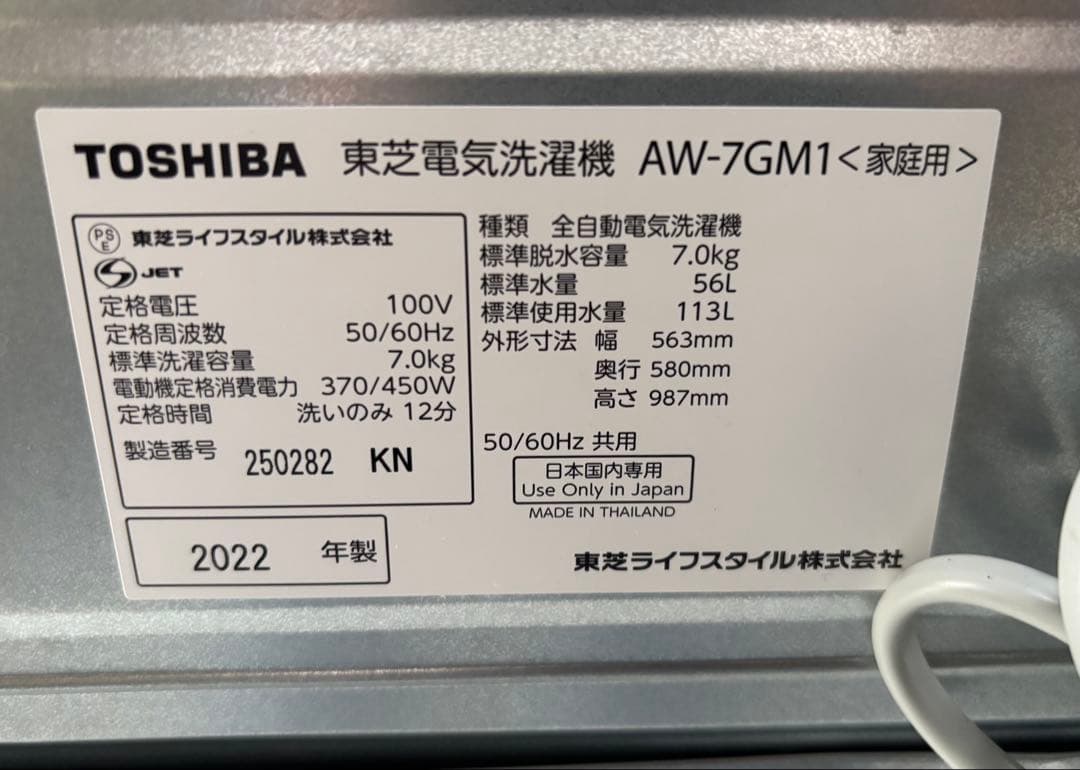 TOSHIBA 東芝電気洗濯機 AW-7GM1<家庭用>
PSE 東芝ライフスタイル株式会社
S JET
定格電圧 100V
定格周波数 50/60Hz
標準洗濯容量 7.0kg
電動機定格消費電力 370/450W
定格時間 洗いのみ 12分
製造番号 250282 KN
2022 年製
種類 全自動電気洗濯機
標準脱水容量 7.0kg
標準水量 56L
標準使用水量 113L
外形寸法 幅 563mm
奥行 580mm
高さ 987mm
50/60Hz 共用
日本国内専用
Use Only in Japan
MADE IN THAILAND
東芝ライフスタイル株式会社